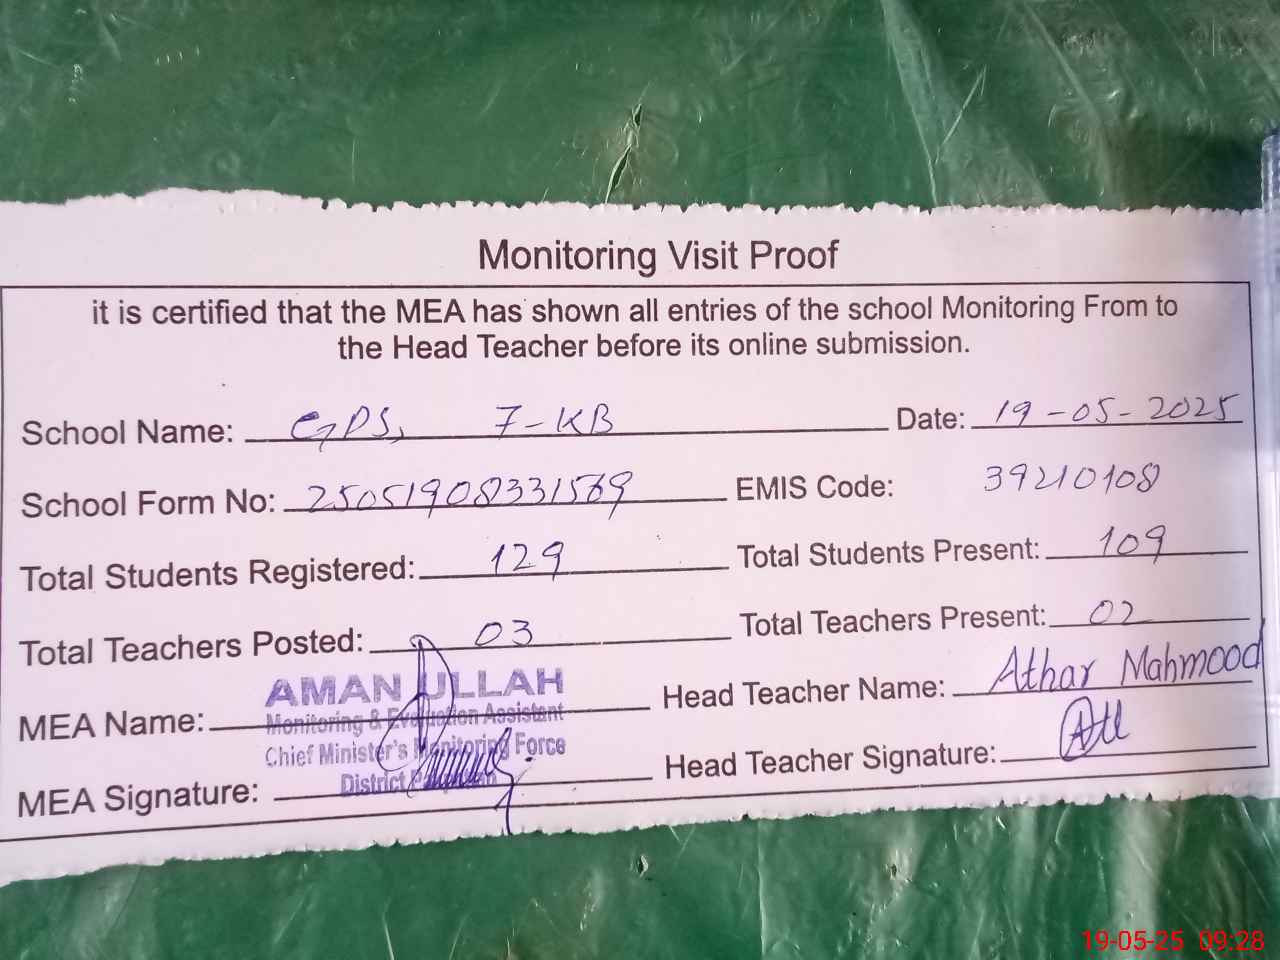 Monitoring Visit Proof
it is certified that the MEA has shown all entries of the school Monitoring From to
the Head Teacher before its online submission.
School Name: GPS, 7-KB Date: 19-05-2025
School Form No: 250519083331569 EMIS Code: 39210108
Total Students Registered: 129 Total Students Present: 109
Total Teachers Posted: 03 Total Teachers Present: 02
MEA Name: AMAN ULLAH Head Teacher Name: Athar Mahmood
Monitoring & Evaluation Assistant
Chief Minister's Monitoring Force
District
MEA Signature: Head Teacher Signature:
19-05-25 09:28